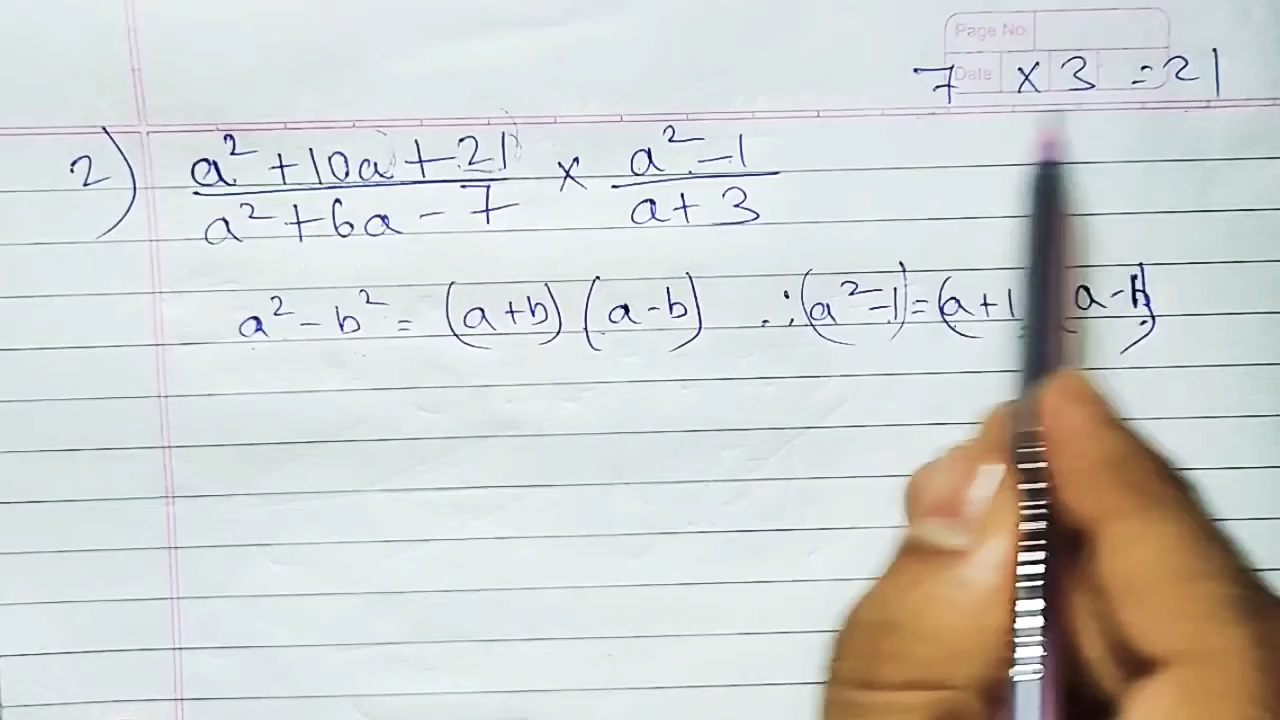 Page No.
Date
7 × 3 = 21
2) a² + 10a + 21 / a² + 6a - 7 × a² - 1 / a + 3
a² - b² = (a+b) (a-b) ∴ (a² - 1) = (a+1 (a-1)